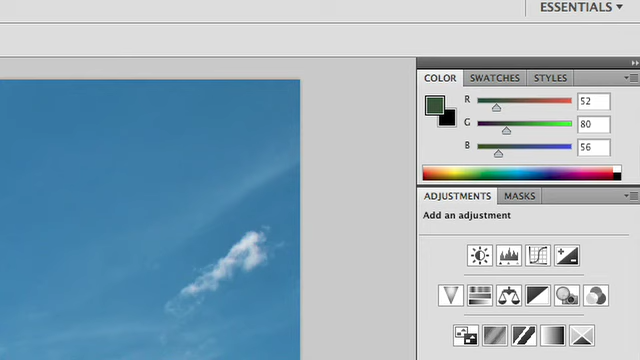 ESSENTIALS
COLOR SWATCHES STYLES
R 52
G 80
B 56
ADJUSTMENTS MASKS
Add an adjustment